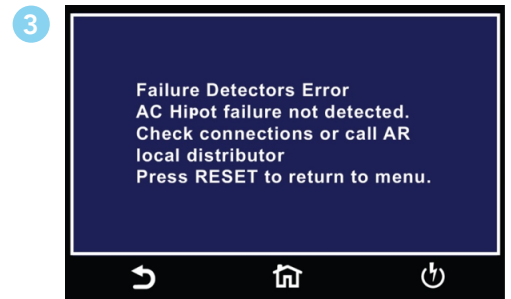 3
Failure Detectors Error
AC Hipot failure not detected.
Check connections or call AR
local distributor
Press RESET to return to menu.